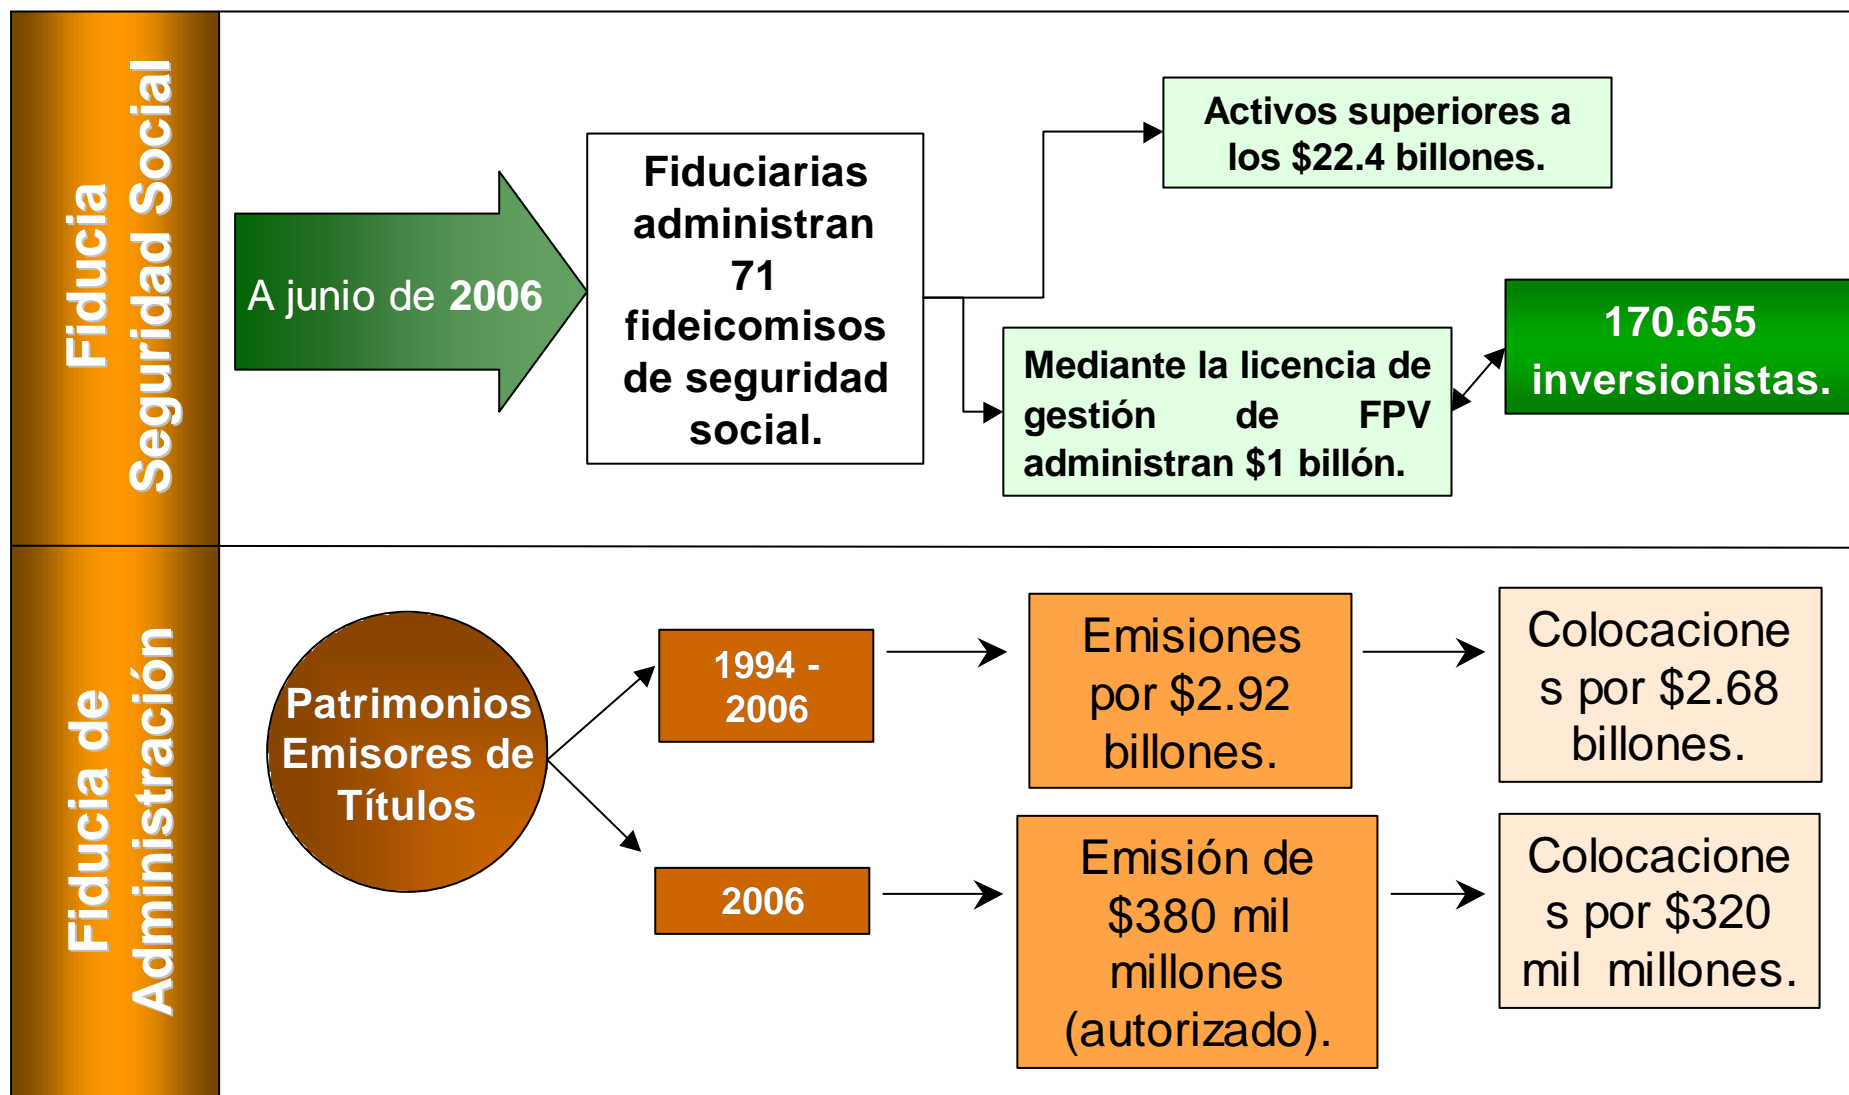 Fiducia
Seguridad Social
A junio de 2006
Fiduciarias
administran
71
fideicomisos
de seguridad
social.
Activos superiores a
los $22.4 billones.
Mediante la licencia de
gestión de FPV
administran $1 billón.
170.655
inversionistas.
Fiducia de
Administración
Patrimonios
Emisores de
Títulos
1994 -
2006
Emisiones
por $2.92
billones.
Colocacione
s por $2.68
billones.
2006
Emisión de
$380 mil
millones
(autorizado).
Colocacione
s por $320
mil millones.